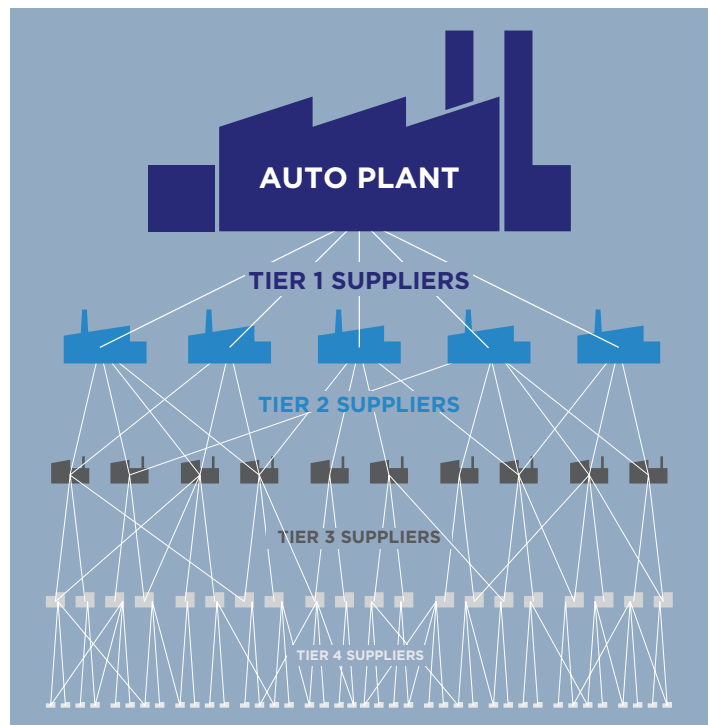 AUTO PLANT
TIER 1 SUPPLIERS
TIER 2 SUPPLIERS
TIER 3 SUPPLIERS
TIER 4 SUPPLIERS